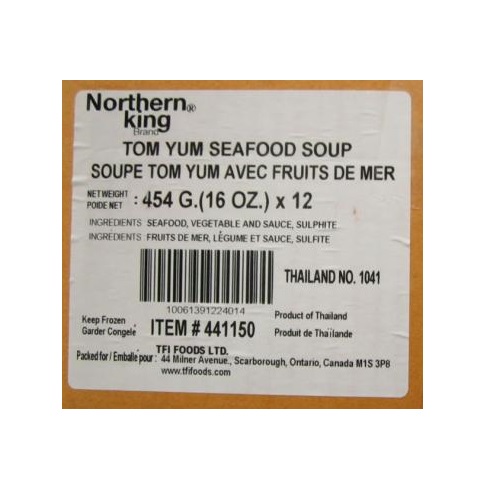 Northern®
king
Brand
TOM YUM SEAFOOD SOUP
SOUPE TOM YUM AVEC FRUITS DE MER
NET WEIGHT
POIDE NET : 454 G.(16 OZ.) x 12
INGREDIENTS SEAFOOD, VEGETABLE AND SAUCE, SULPHITE
INGREDIENTS : FRUITS DE MER, LÉGUME ET SAUCE, SULFITE
THAILAND NO. 1041
10061391224014
Keep Frozen
Garder Congelé
ITEM # 441150
Product of Thailand
Produit de Thaïlande
TFI FOODS LTD.
Packed for / Emballé pour : 44 Milner Avenue., Scarborough, Ontario, Canada M1S 3P8
www.tfifoods.com